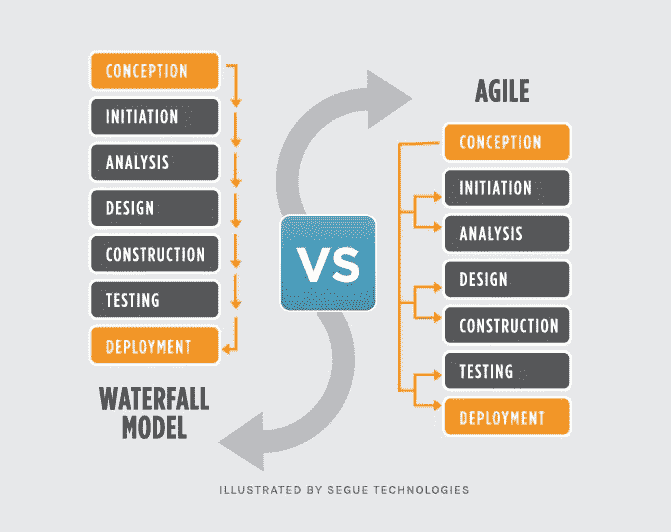 CONCEPTION
INITIATION
ANALYSIS
DESIGN
CONSTRUCTION
TESTING
DEPLOYMENT
WATERFALL
MODEL
VS
AGILE
CONCEPTION
INITIATION
ANALYSIS
DESIGN
CONSTRUCTION
TESTING
DEPLOYMENT
ILLUSTRATED BY SEGUE TECHNOLOGIES